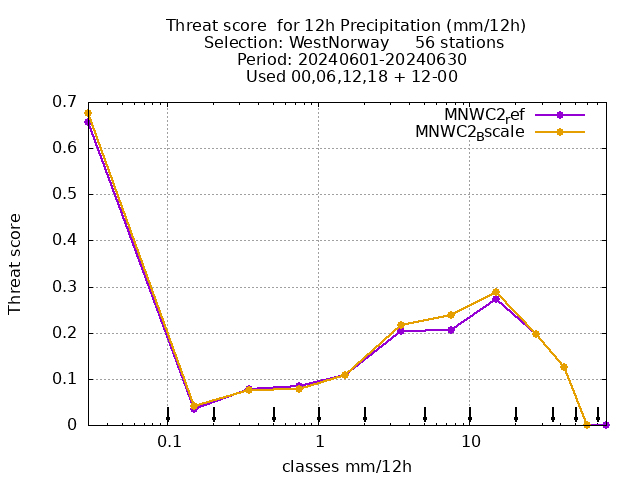 Threat score  for 12h Precipitation (mm/12h)
Selection: WestNorway     56 stations
Period: 20240601-20240630
Used 00,06,12,18 + 12-00
MNWC2ref
MNWC2Bscale
0.7
0.6
0.5
0.4
0.3
0.2
0.1
0
Threat score
0.1 1 10
classes mm/12h